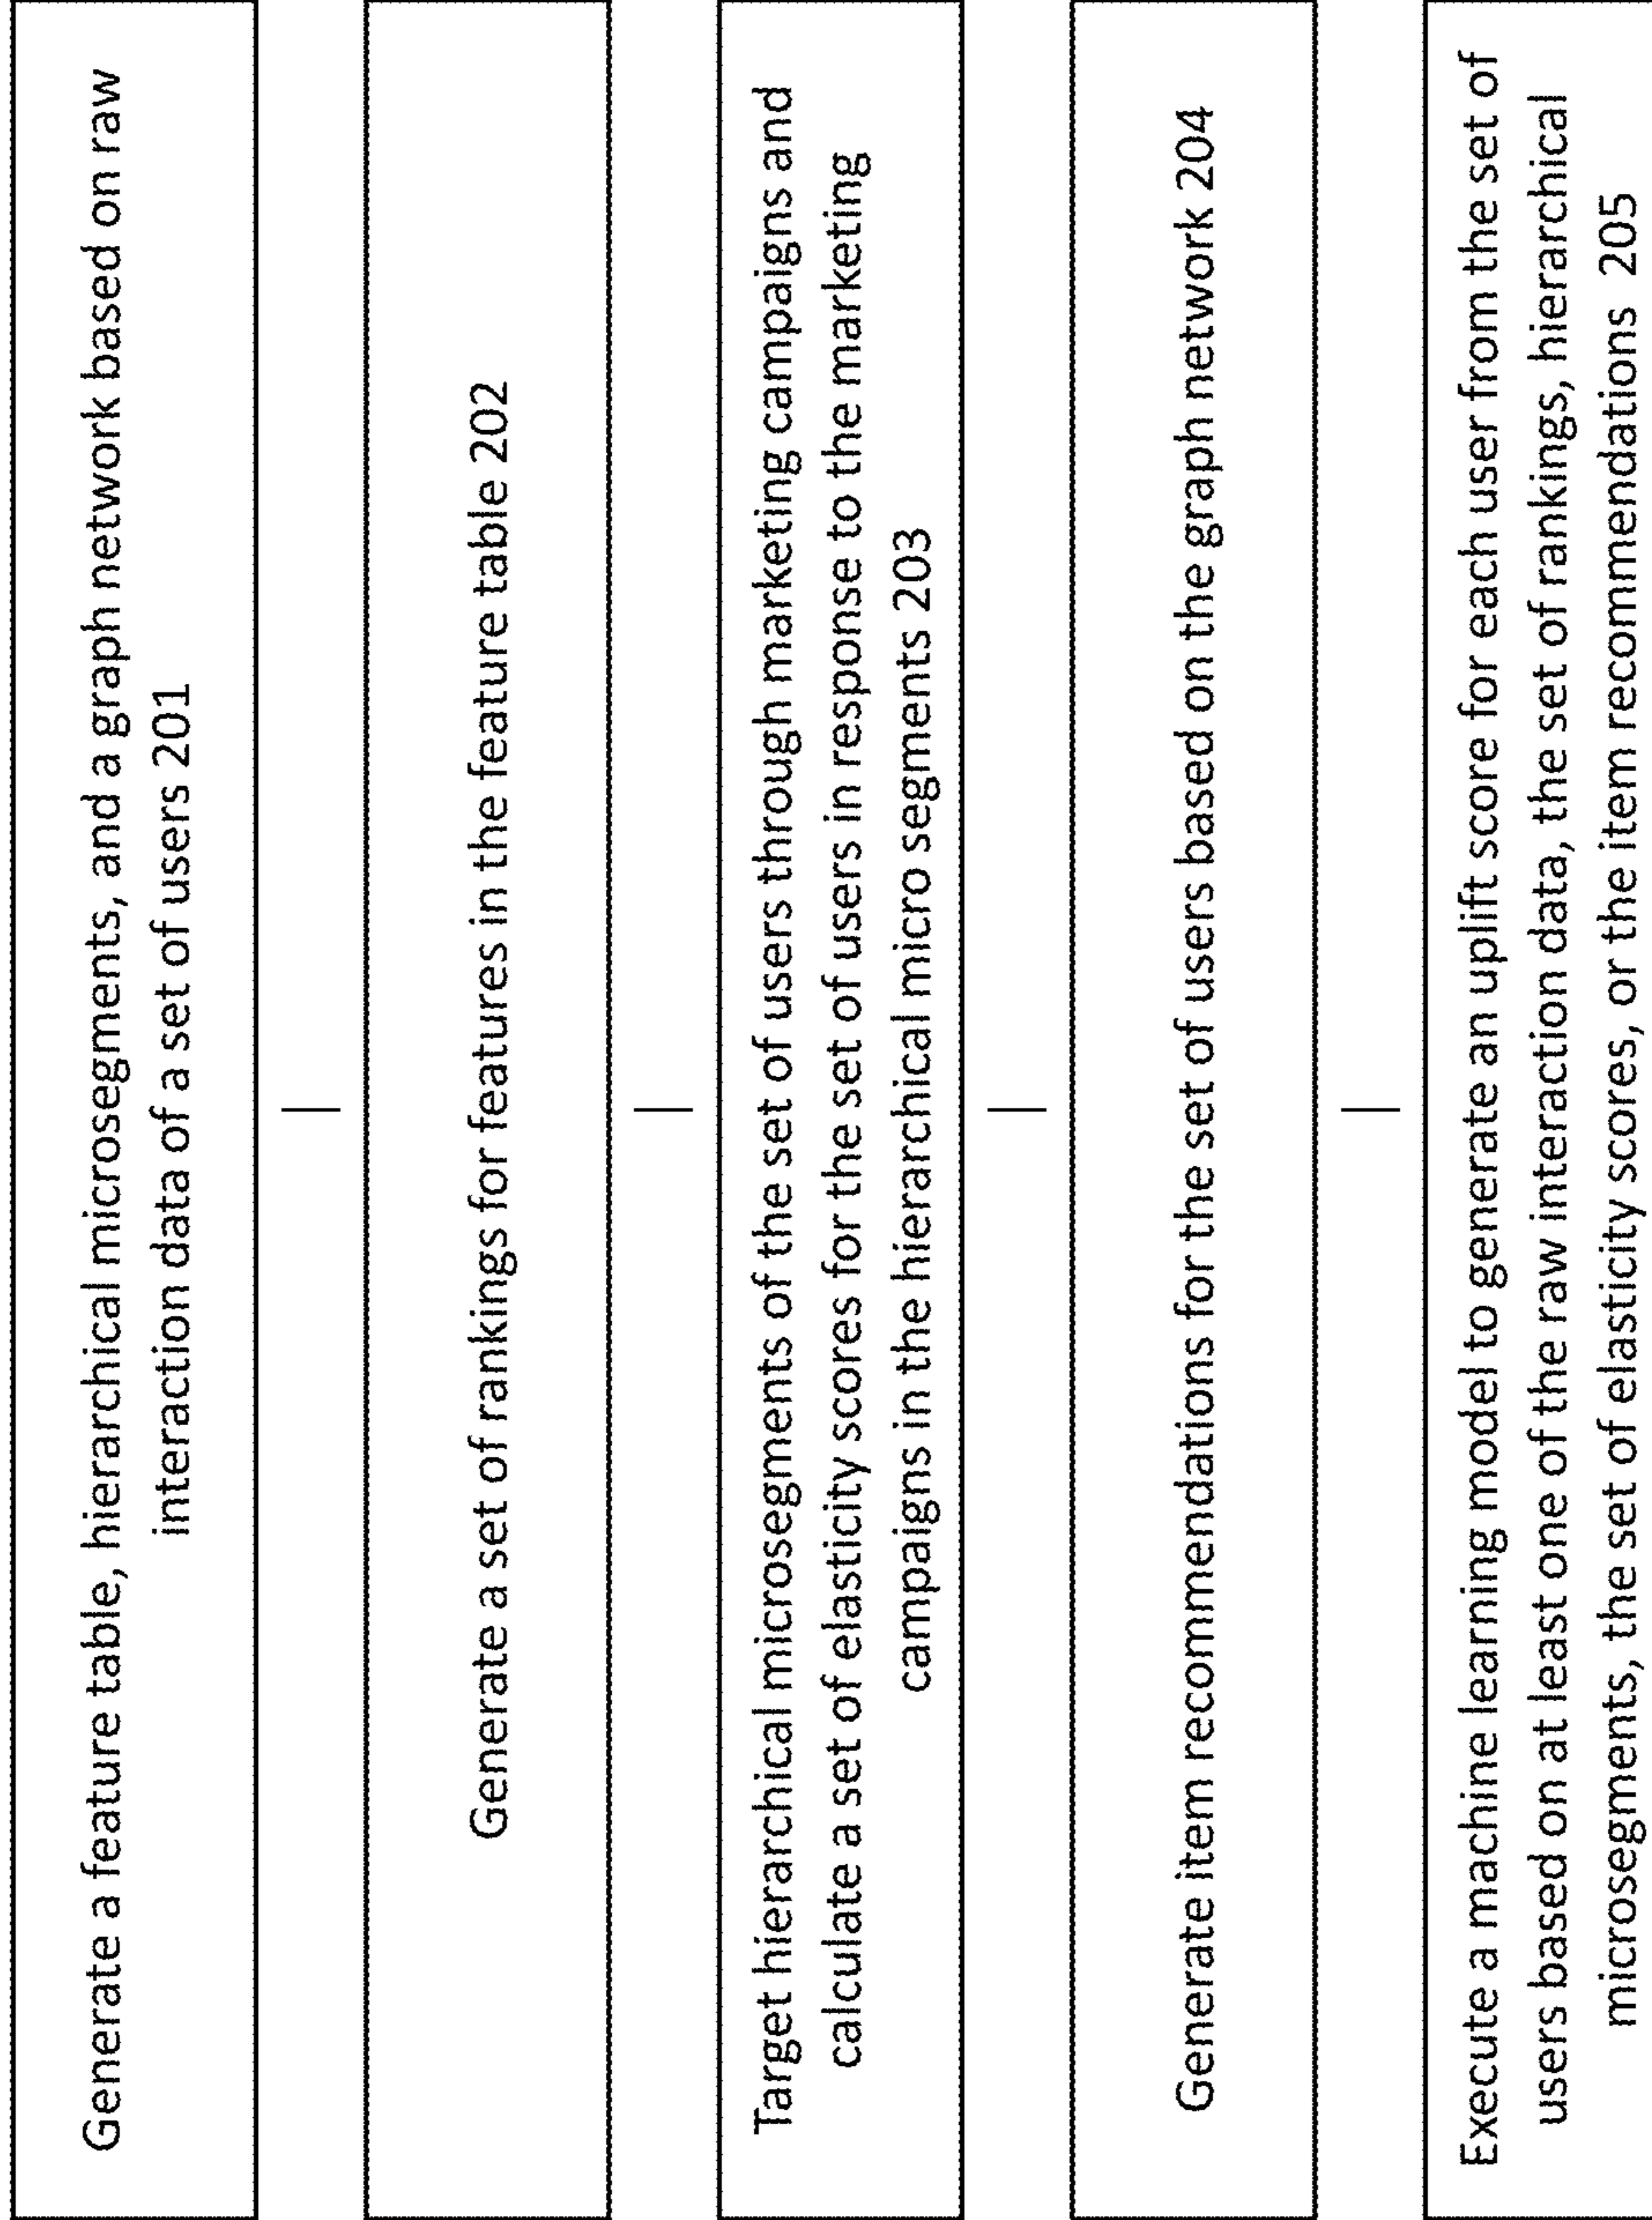 Generate a feature table, hierarchical microsegments, and a graph network based on raw
interaction data of a set of users 201
Generate a set of rankings for features in the feature table 202
Target hierarchical microsegments of the set of users through marketing campaigns and
calculate a set of elasticity scores for the set of users in response to the marketing
campaigns in the hierarchical micro segments 203
Generate item recommendations for the set of users based on the graph network 204
Execute a machine learning model to generate an uplift score for each user from the set of
users based on at least one of the raw interaction data, the set of rankings, hierarchical
microsegments, the set of elasticity scores, or the item recommendations 205